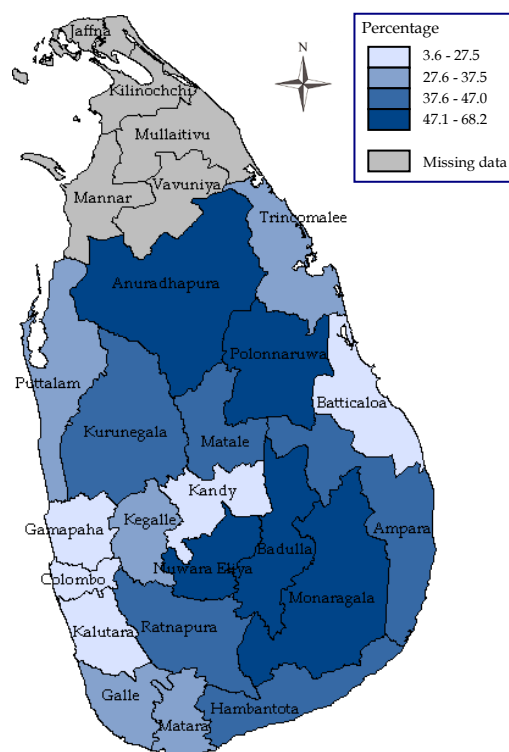 Jaffna
Percentage
3.6 - 27.5
27.6 - 37.5
37.6 - 47.0
47.1 - 68.2
Missing data
N
Kilinochchi
Mullaitivu
Vavuniya
Mannar
Trincomalee
Anuradhapura
Polonnaruwa
Puttalam
Batticaloa
Kurunegala
Matale
Kandy
Kegalle
Gamapaha
Ampara
Badulla
Nuwara Eliya
Colombo
Monaragala
Kalutara
Ratnapura
Galle
Hambantota
Matara